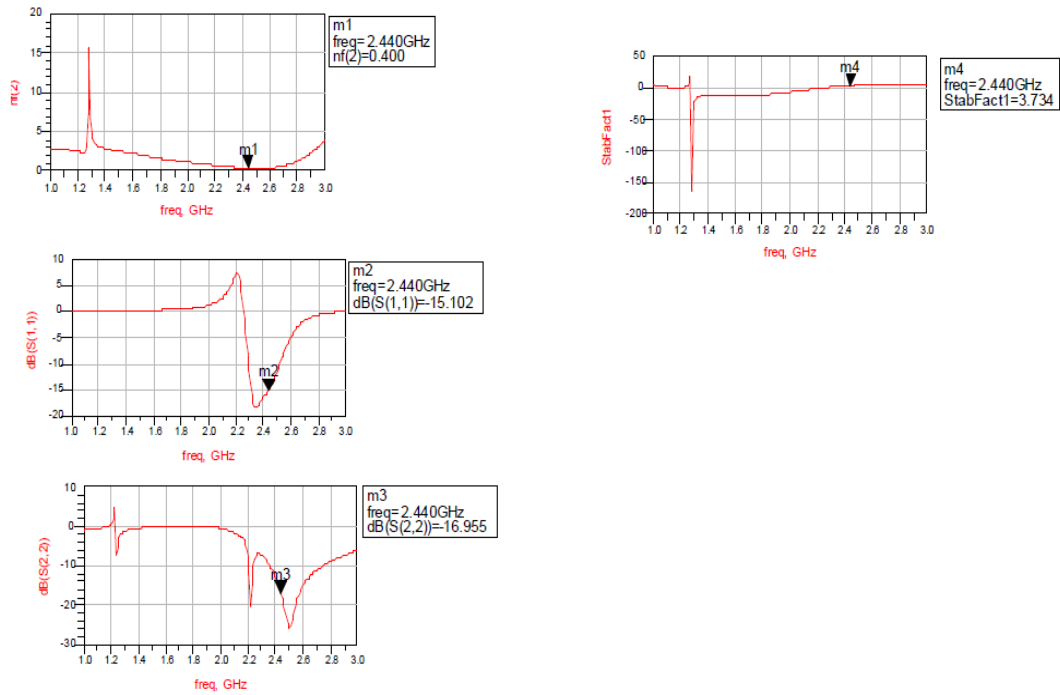 20
15
10
5
0
nf(2)
m1
1.0 1.2 1.4 1.6 1.8 2.0 2.2 2.4 2.6 2.8 3.0
freq, GHz
m1
freq=2.440GHz
nf(2)=0.400
50
0
-50
-100
-150
-200
StabFact1
m4
1.0 1.2 1.4 1.6 1.8 2.0 2.2 2.4 2.6 2.8 3.0
freq, GHz
m4
freq=2.440GHz
StabFact1=3.734
10
5
0
-5
-10
-15
-20
dB(S(1,1))
m2
1.0 1.2 1.4 1.6 1.8 2.0 2.2 2.4 2.6 2.8 3.0
freq, GHz
m2
freq=2.440GHz
dB(S(1,1))=-15.102
10
0
-10
-20
-30
dB(S(2,2))
m3
1.0 1.2 1.4 1.6 1.8 2.0 2.2 2.4 2.6 2.8 3.0
freq, GHz
m3
freq=2.440GHz
dB(S(2,2))=-16.955